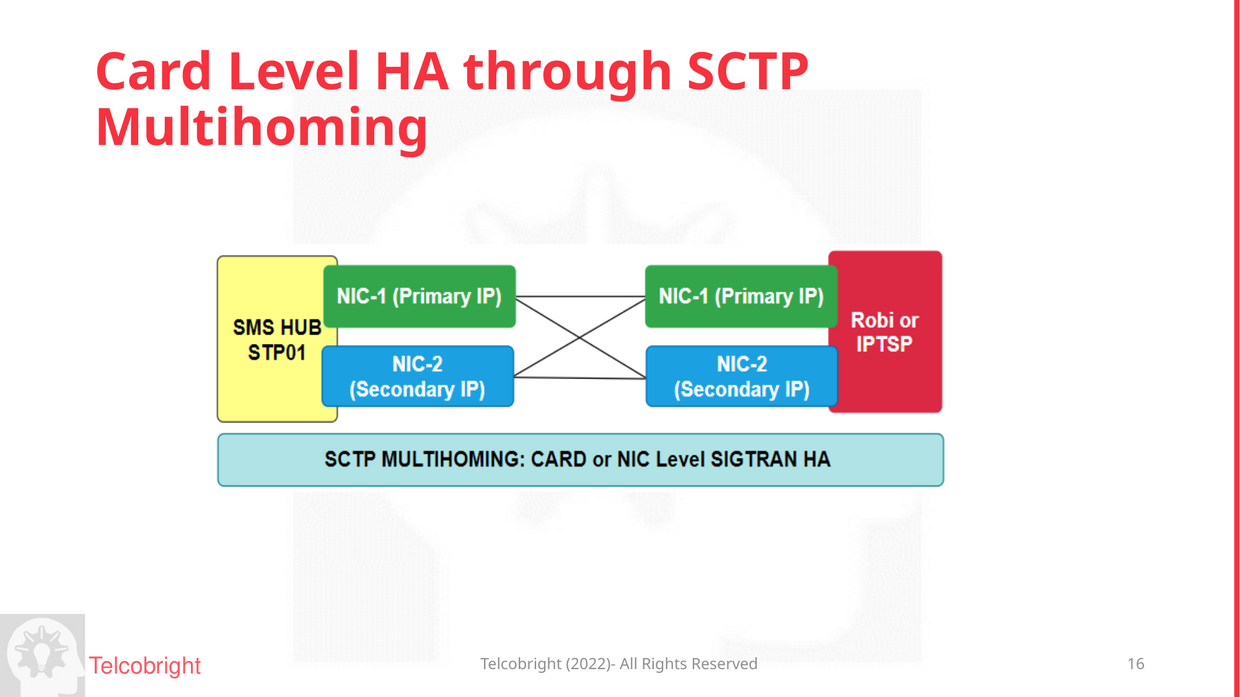 Card Level HA through SCTP
Multihoming
SMS HUB
STP01
NIC-1 (Primary IP)
NIC-2
(Secondary IP)
NIC-1 (Primary IP)
NIC-2
(Secondary IP)
Robi or
IPTSP
SCTP MULTIHOMING: CARD or NIC Level SIGTRAN HA
Telcobright
Telcobright (2022)- All Rights Reserved
16